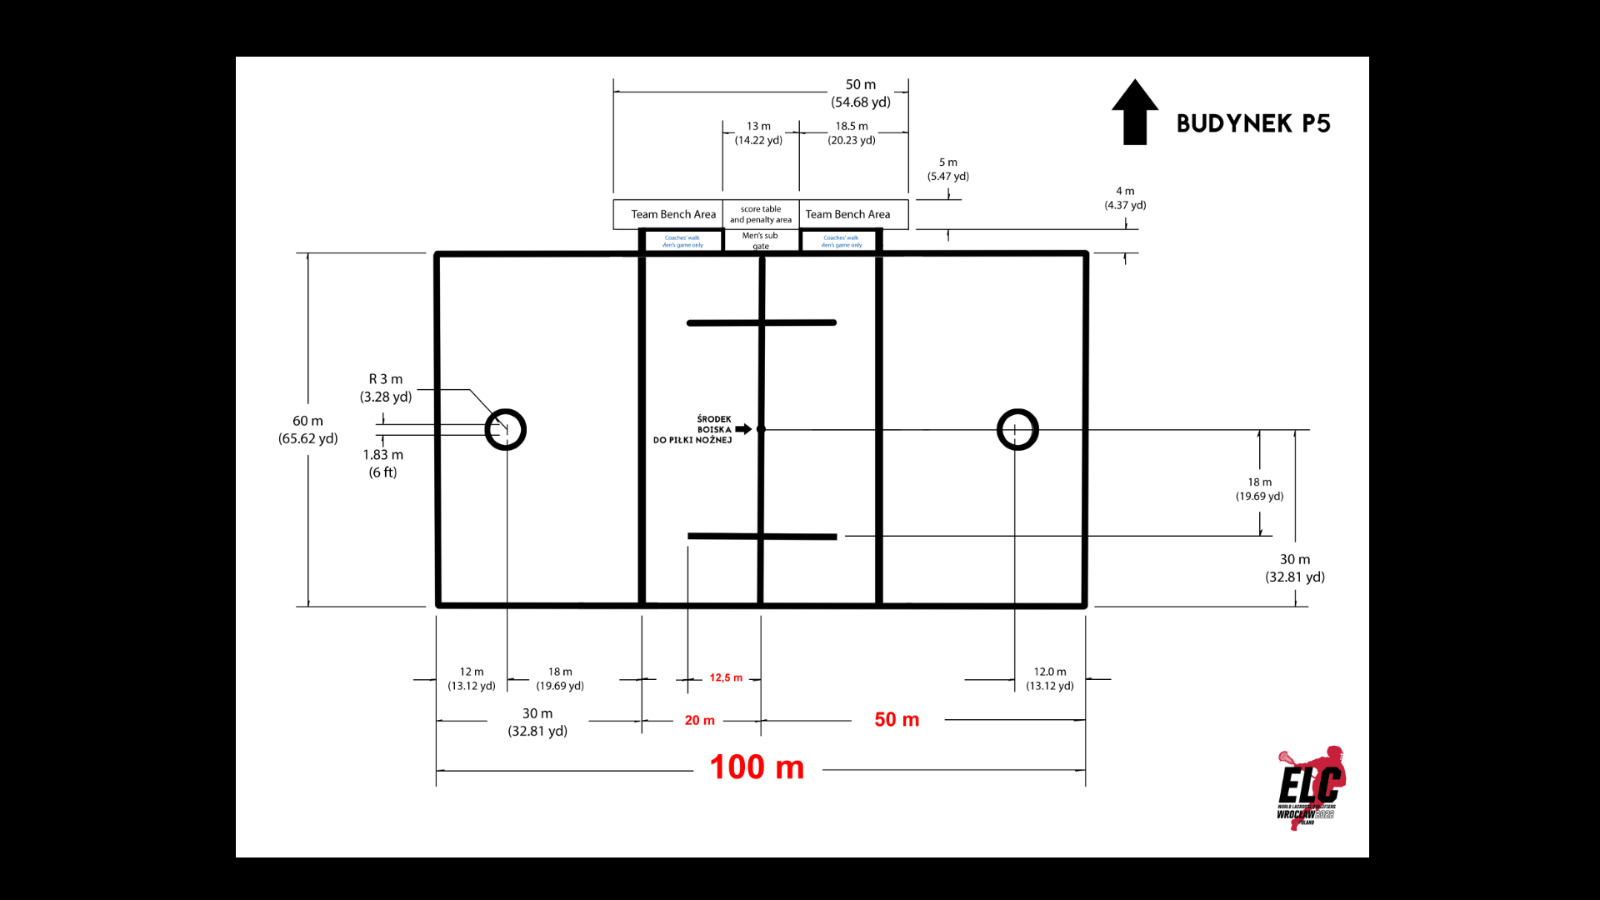 50 m
(54.68 yd)
BUDYNEK P5
13 m
(14.22 yd)
18.5 m
(20.23 yd)
5 m
(5.47 yd)
4 m
(4.37 yd)
Team Bench Area
score table
and penalty area
Team Bench Area
Coaches' walk
Men's game only
Men's sub
gate
Coaches' walk
Men's game only
R 3 m
(3.28 yd)
60 m
(65.62 yd)
1.83 m
(6 ft)
ŚRODEK
BOISKA
DO PIŁKI NOŻNEJ
18 m
(19.69 yd)
30 m
(32.81 yd)
12 m
(13.12 yd)
18 m
(19.69 yd)
12,5 m
12.0 m
(13.12 yd)
30 m
(32.81 yd)
20 m
50 m
100 m
ELC
WORLD LACROSSE QUALIFIERS
WROCŁAW2022
POLAND